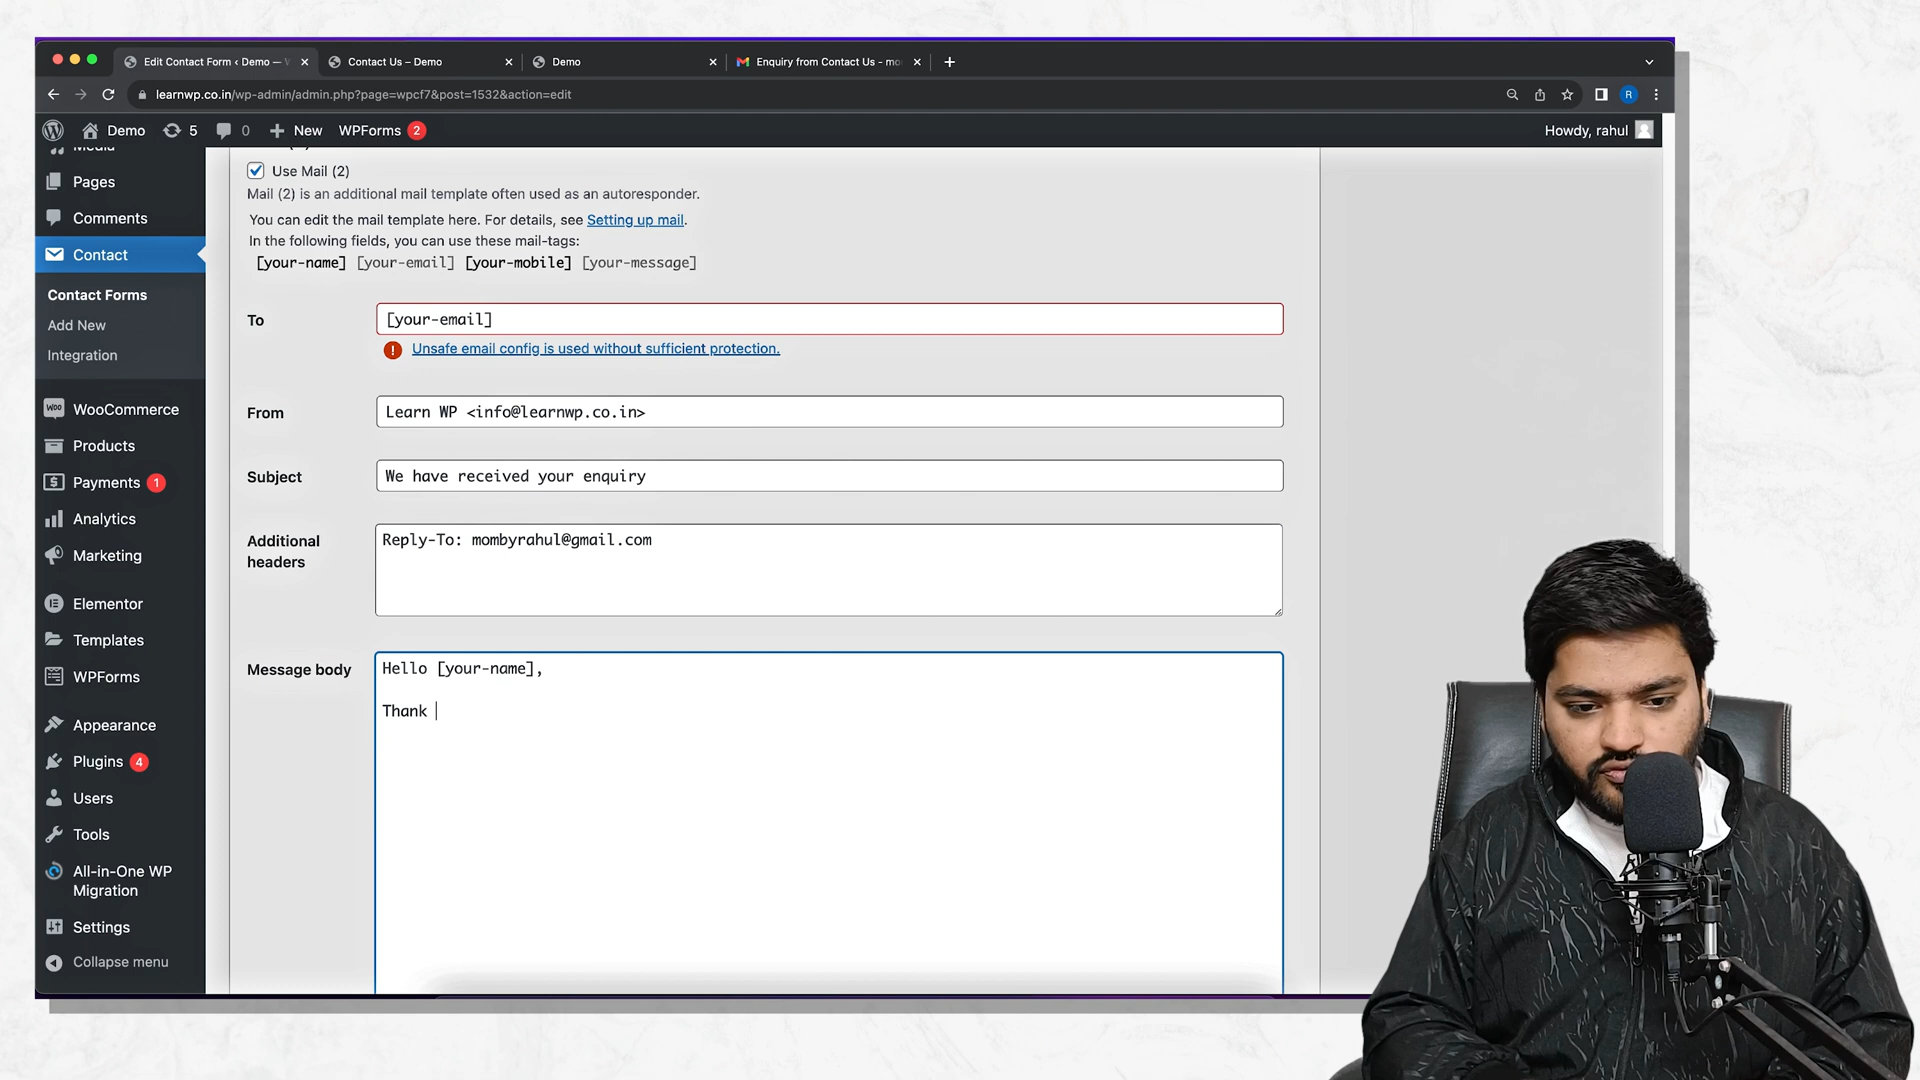 Edit Contact Form ‹ Demo —
Contact Us – Demo
Demo
Enquiry from Contact Us - mo
learnwp.co.in/wp-admin/admin.php?page=wpcf7&post=1532&action=edit
R
Demo
5
0
New
WPForms 2
Howdy, rahul
Media
Pages
Comments
Contact
Contact Forms
Add New
Integration
WooCommerce
Products
Payments 1
Analytics
Marketing
Elementor
Templates
WPForms
Appearance
Plugins 4
Users
Tools
All-in-One WP
Migration
Settings
Collapse menu
Use Mail (2)
Mail (2) is an additional mail template often used as an autoresponder.
You can edit the mail template here. For details, see Setting up mail.
In the following fields, you can use these mail-tags:
[your-name] [your-email] [your-mobile] [your-message]
To
[your-email]
Unsafe email config is used without sufficient protection.
From
Learn WP <info@learnwp.co.in>
Subject
We have received your enquiry
Additional
headers
Reply-To: mombyrahul@gmail.com
Message body
Hello [your-name],
Thank